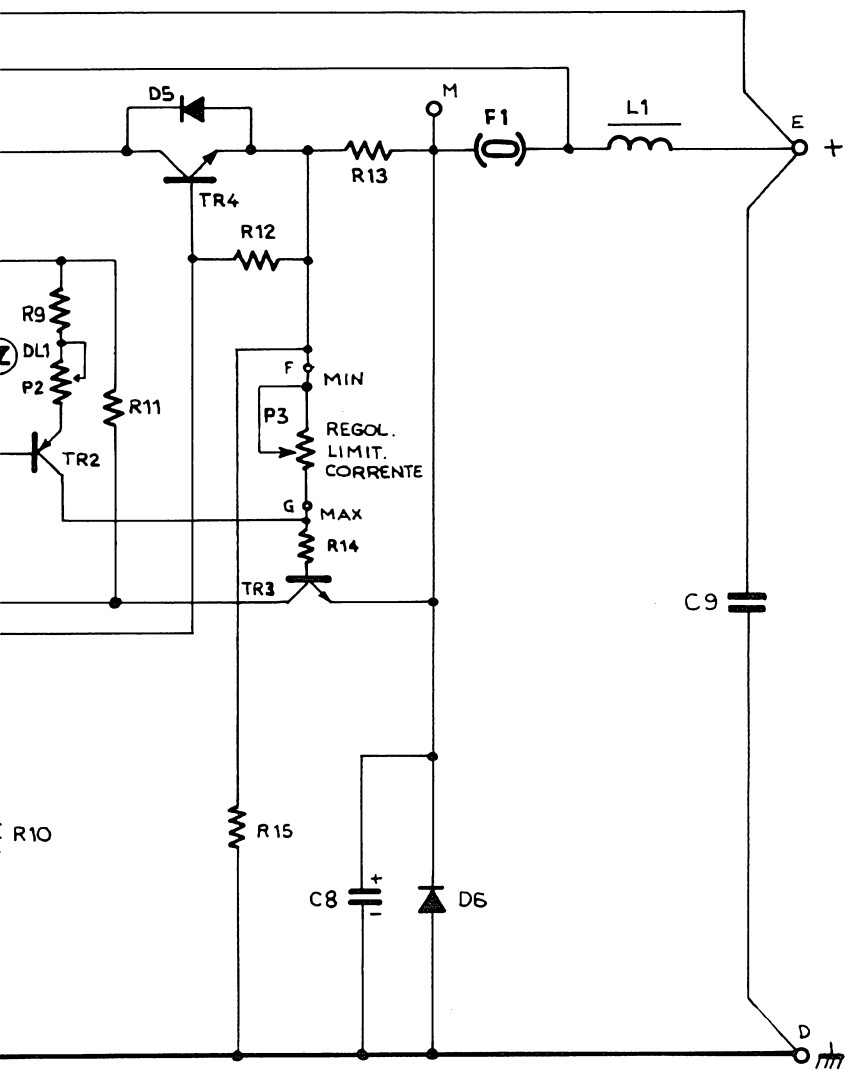 D5
M
F1
L1
E
+
R13
TR4
R12
R9
DL1
P2
F
MIN
P3
R11
REGOL.
LIMIT.
CORRENTE
TR2
G
MAX
R14
TR3
C9
R10
R15
+
C8
D6
-
D